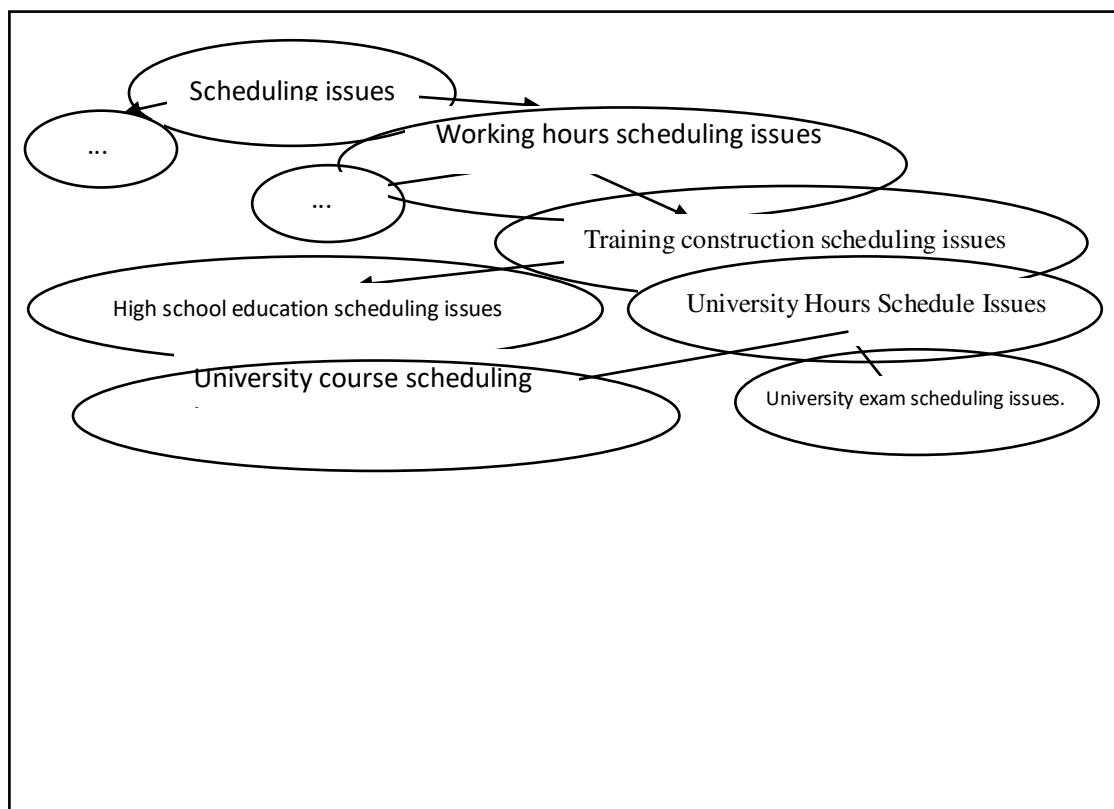 Scheduling issues
Working hours scheduling issues
...
...
Training construction scheduling issues
High school education scheduling issues
University Hours Schedule Issues
University course scheduling
University exam scheduling issues.